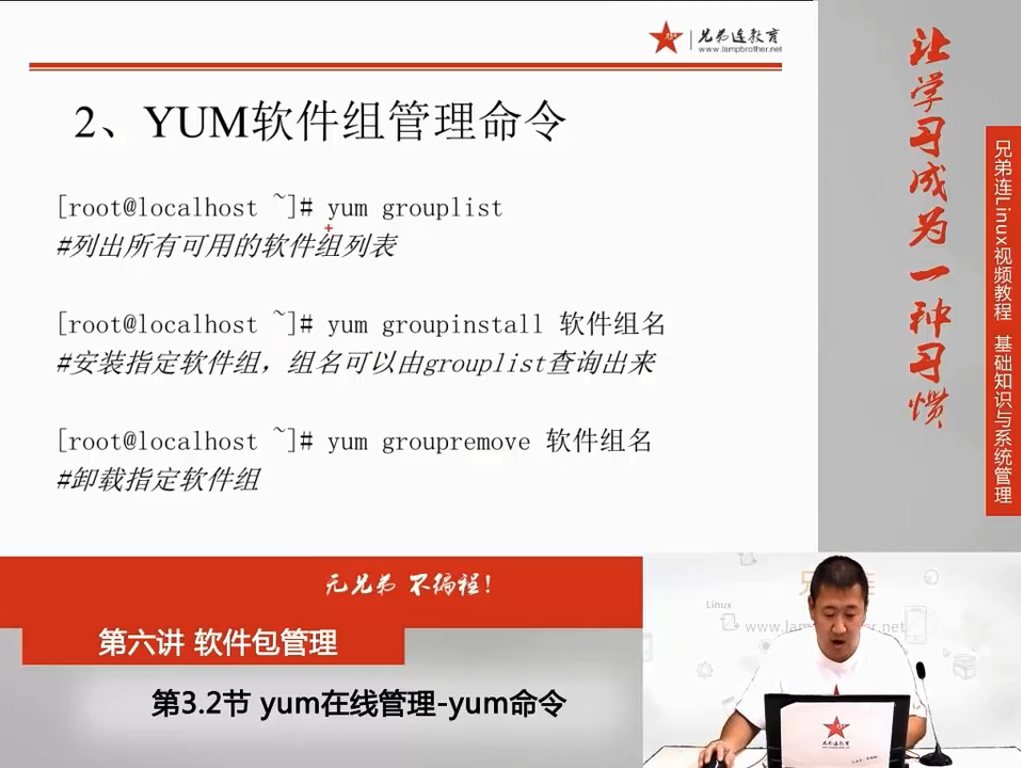 兄弟连教育
www.lampbrother.net
2、YUM软件组管理命令
[root@localhost ~]# yum grouplist
#列出所有可用的软件组列表
[root@localhost ~]# yum groupinstall 软件组名
#安装指定软件组，组名可以由grouplist查询出来
[root@localhost ~]# yum groupremove 软件组名
#卸载指定软件组
让学习成为一种习惯
兄弟连Linux视频教程 基础知识与系统管理
无兄弟 不编程！
第六讲 软件包管理
第3.2节 yum在线管理-yum命令
Linux
兄弟连教育